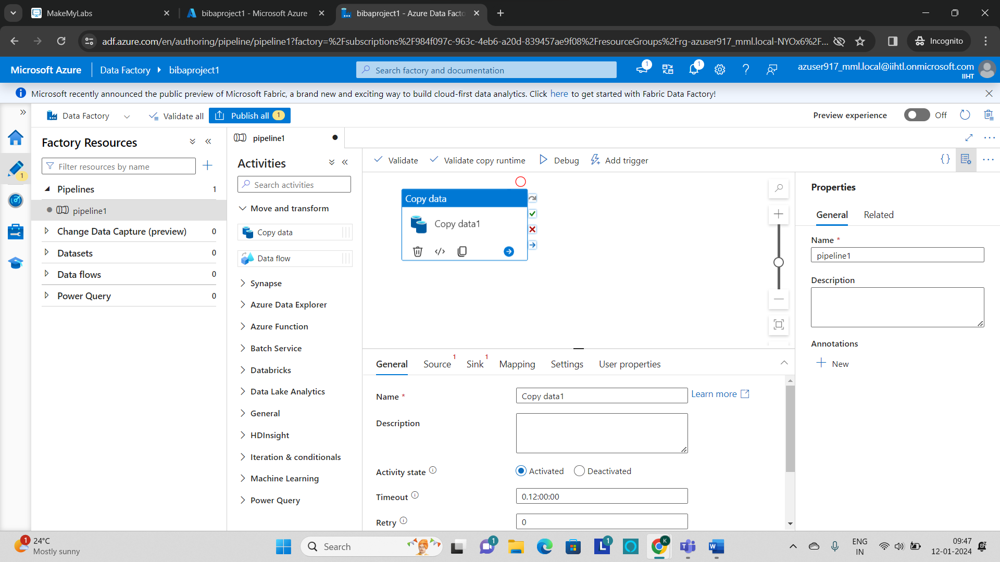 MakeMyLabs
bibaproject1 - Microsoft Azure
bibaproject1 - Azure Data Facto
adf.azure.com/en/authoring/pipeline/pipeline1?factory=%2Fsubscriptions%2F984f097c-963c-4eb6-a20d-839457ae9f08%2FresourceGroups%2Frg-azuser917_mml.local-NYOx6%2F...
Incognito
Microsoft Azure
Data Factory
bibaproject1
Search factory and documentation
1
1
azuser917_mml.local@iihtl.onmicrosoft.com
IIHT
Microsoft recently announced the public preview of Microsoft Fabric, a brand new and exciting way to build cloud-first data analytics. Click here to get started with Fabric Data Factory!
Data Factory
Validate all
Publish all 1
Preview experience
Off
1
Factory Resources
Filter resources by name
Pipelines 1
pipeline1
Change Data Capture (preview) 0
Datasets 0
Data flows 0
Power Query 0
pipeline1
Activities
Search activities
Move and transform
Copy data
Data flow
Synapse
Azure Data Explorer
Azure Function
Batch Service
Databricks
Data Lake Analytics
General
HDInsight
Iteration & conditionals
Machine Learning
Power Query
Validate
Validate copy runtime
Debug
Add trigger
Copy data
Copy data1
General
Source 1
Sink 1
Mapping
Settings
User properties
Name *
Copy data1
Learn more
Description
Activity state
Activated
Deactivated
Timeout
0.12:00:00
Retry
0
Properties
General
Related
Name *
pipeline1
Description
Annotations
New
1
24°C
Mostly sunny
Search
1
L
1
K
T
W
ENG
IN
09:47
12-01-2024